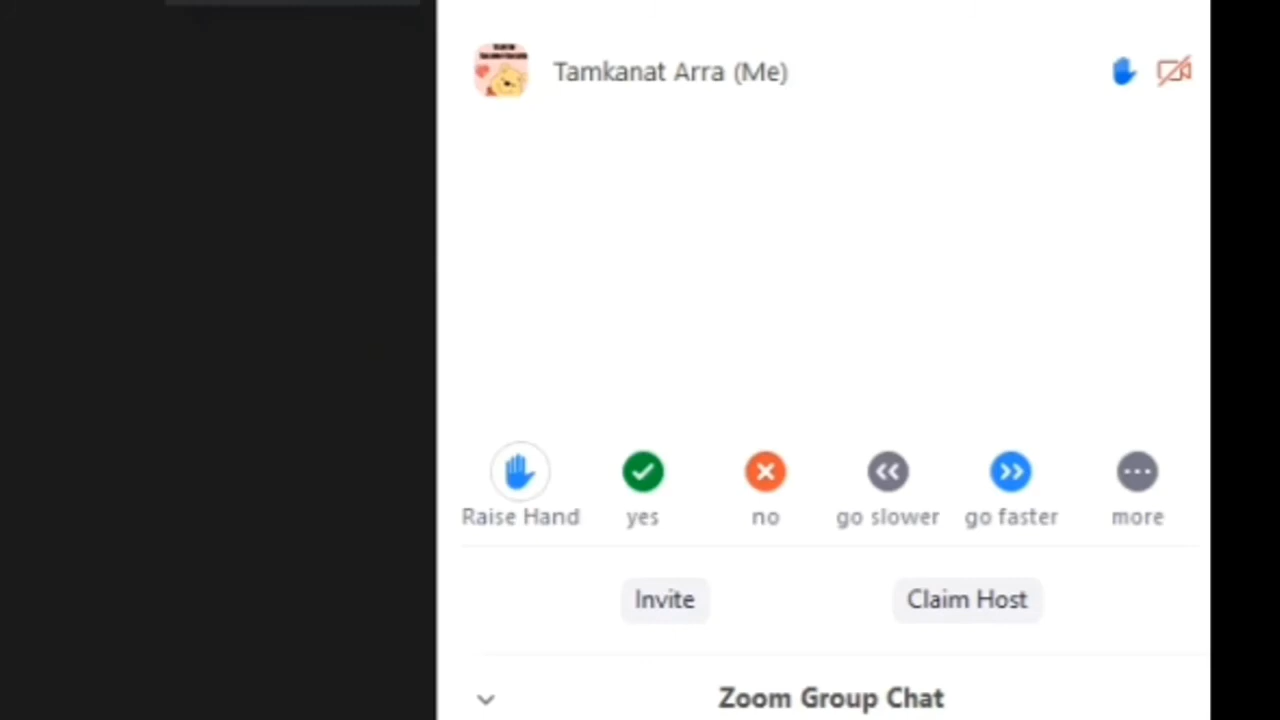 Tamkanat Arra (Me)
Raise Hand
yes
no
go slower
go faster
more
Invite
Claim Host
Zoom Group Chat